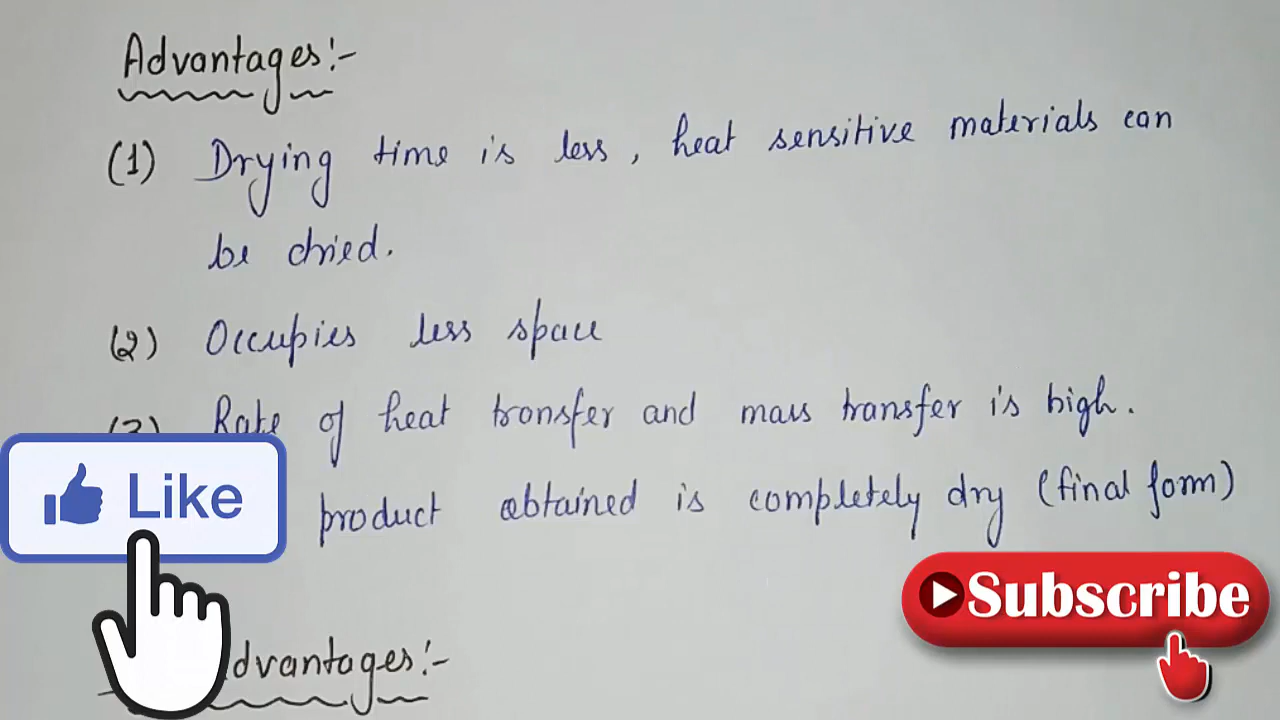 Advantages:-
(1) Drying time is less, heat sensitive materials can
be dried.
(2) Occupies less space
(3) Rate of heat transfer and mass transfer is high.
product obtained is completely dry (final form)
Like
Subscribe
dvantages:-